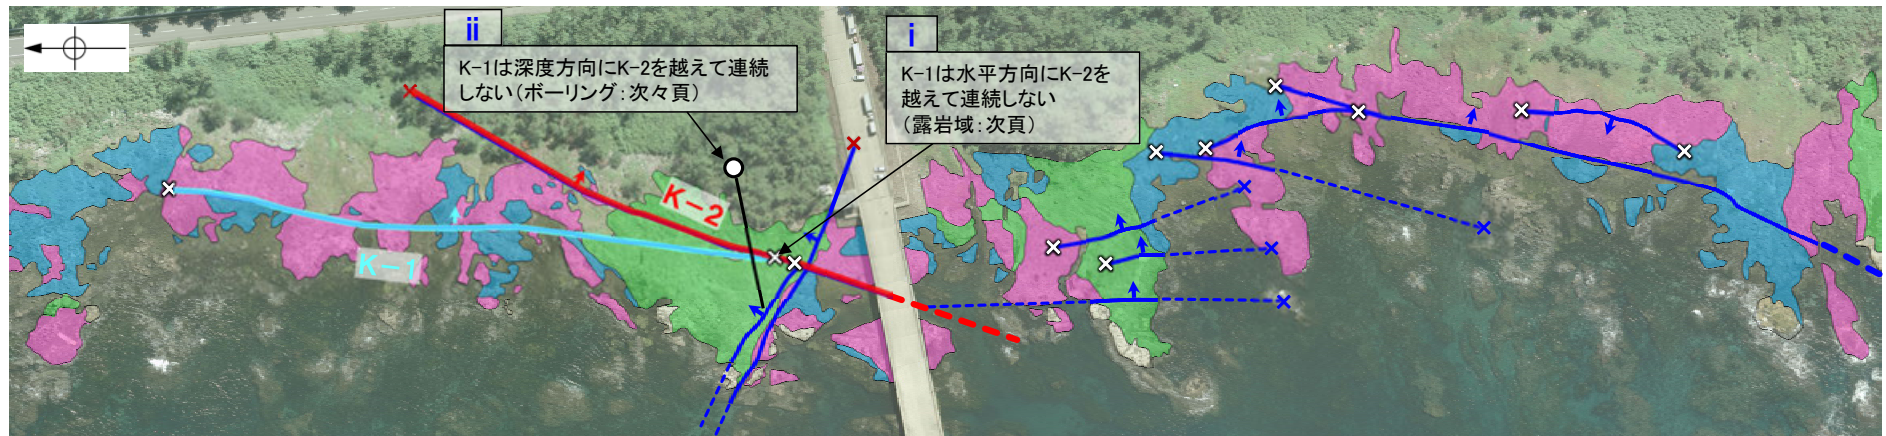 ⅱ
K-1は深度方向にK-2を越えて連続
しない(ボーリング:次々頁)
ⅰ
K-1は水平方向にK-2を
越えて連続しない
(露岩域:次頁)
K-2
K-1